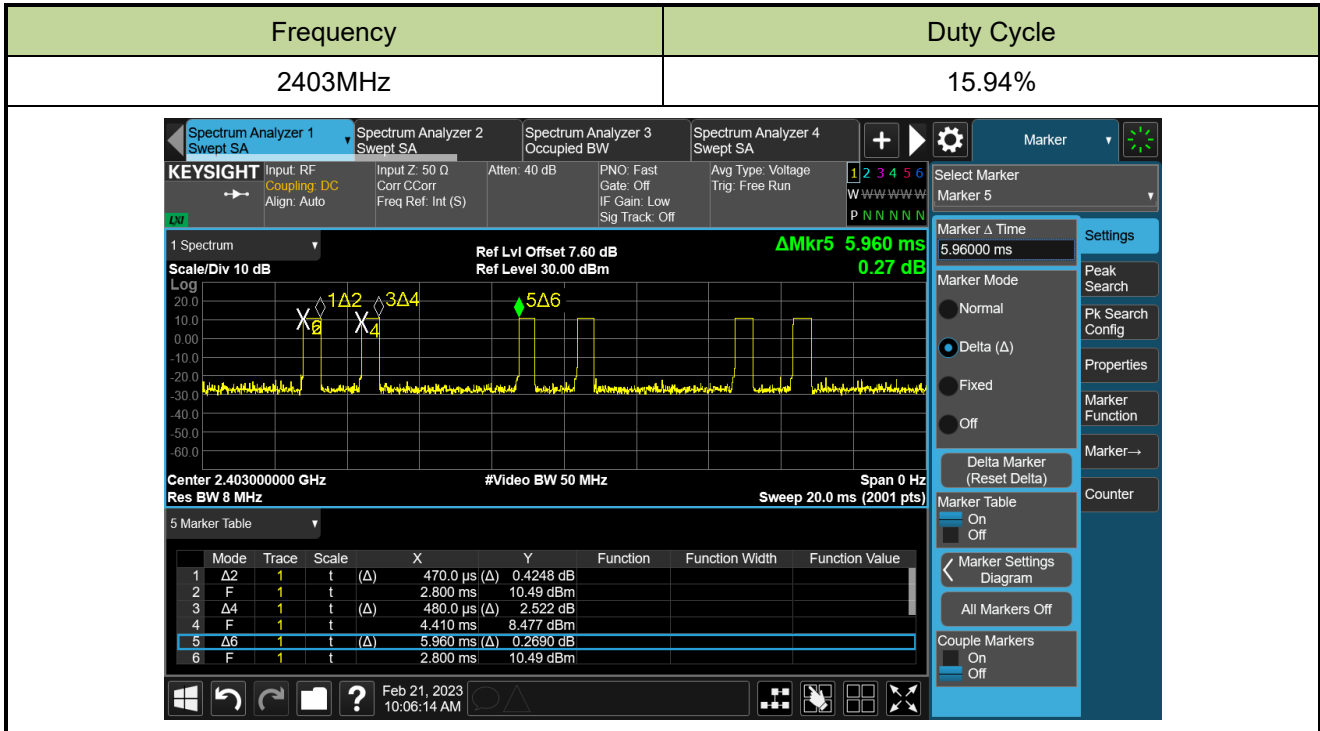 Frequency Duty Cycle
2403MHz 15.94%
Spectrum Analyzer 1 Spectrum Analyzer 2 Spectrum Analyzer 3 Spectrum Analyzer 4 + Marker
Swept SA Swept SA Occupied BW Swept SA
KEYSIGHT Input: RF Input Z: 50 Ω Atten: 40 dB PNO: Fast Avg Type: Voltage 1 2 3 4 5 6
Coupling: DC Corr CCorr Gate: Off Trig: Free Run W W W W W W
Align: Auto Freq Ref: Int (S) IF Gain: Low
LXI Sig Track: Off P N N N N N
Select Marker
Marker 5
1 Spectrum
Ref Lvl Offset 7.60 dB ΔMkr5 5.960 ms
Scale/Div 10 dB Ref Level 30.00 dBm 0.27 dB
Log
20.0
10.0
0.00
-10.0
-20.0
-30.0
-40.0
-50.0
-60.0
1Δ2 3Δ4 5Δ6
6 4
Center 2.403000000 GHz #Video BW 50 MHz Span 0 Hz
Res BW 8 MHz Sweep 20.0 ms (2001 pts)
5 Marker Table
Mode Trace Scale X Y Function Function Width Function Value
1 Δ2 1 t (Δ) 470.0 µs (Δ) 0.4248 dB
2 F 1 t 2.800 ms 10.49 dBm
3 Δ4 1 t (Δ) 480.0 µs (Δ) 2.522 dB
4 F 1 t 4.410 ms 8.477 dBm
5 Δ6 1 t (Δ) 5.960 ms (Δ) 0.2690 dB
6 F 1 t 2.800 ms 10.49 dBm
Marker Δ Time
5.96000 ms
Marker Mode
Normal
Delta (Δ)
Fixed
Off
Delta Marker
(Reset Delta)
Marker Table
On
Off
Marker Settings
Diagram
All Markers Off
Couple Markers
On
Off
Settings
Peak
Search
Pk Search
Config
Properties
Marker
Function
Marker→
Counter
? Feb 21, 2023
10:06:14 AM